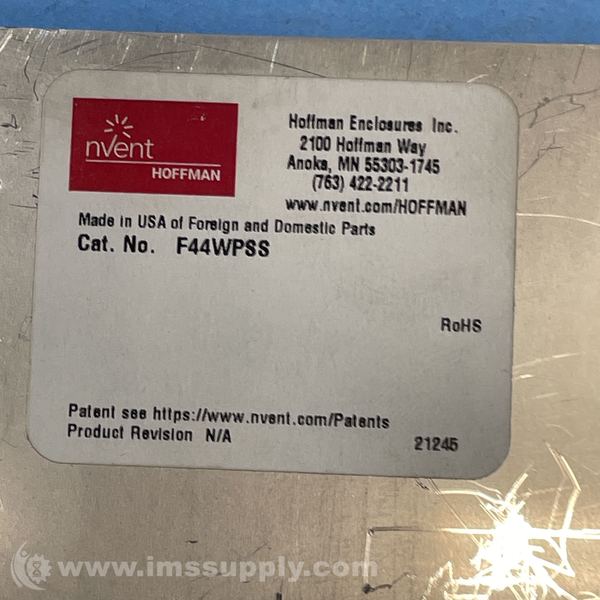 nvent
HOFFMAN
Hoffman Enclosures Inc.
2100 Hoffman Way
Anoka, MN 55303-1745
(763) 422-2211
www.nvent.com/HOFFMAN
Made in USA of Foreign and Domestic Parts
Cat. No. F44WPSS
RoHS
Patent see https://www.nvent.com/Patents
Product Revision N/A
21245
www.imssupply.com